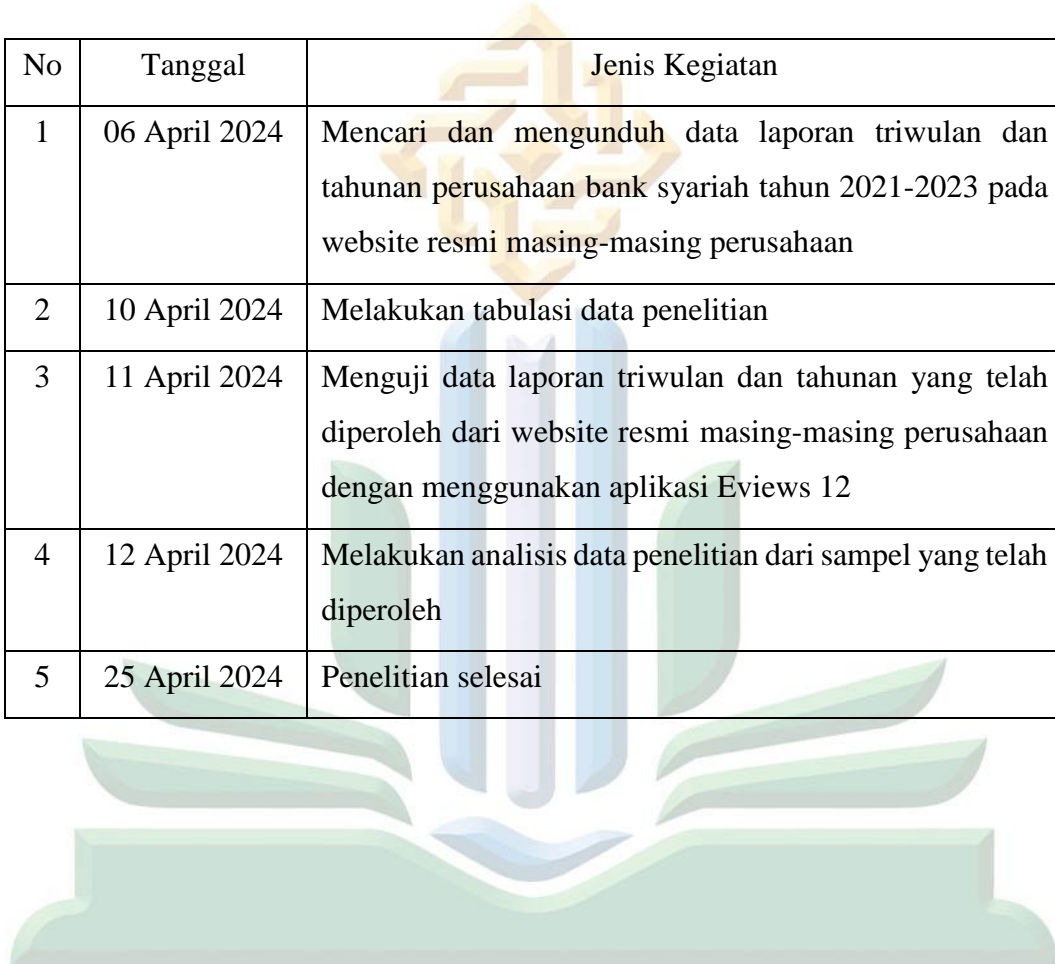 No Tanggal Jenis Kegiatan
1 06 April 2024 Mencari dan mengunduh data laporan triwulan dan
tahunan perusahaan bank syariah tahun 2021-2023 pada
website resmi masing-masing perusahaan
2 10 April 2024 Melakukan tabulasi data penelitian
3 11 April 2024 Menguji data laporan triwulan dan tahunan yang telah
diperoleh dari website resmi masing-masing perusahaan
dengan menggunakan aplikasi Eviews 12
4 12 April 2024 Melakukan analisis data penelitian dari sampel yang telah
diperoleh
5 25 April 2024 Penelitian selesai